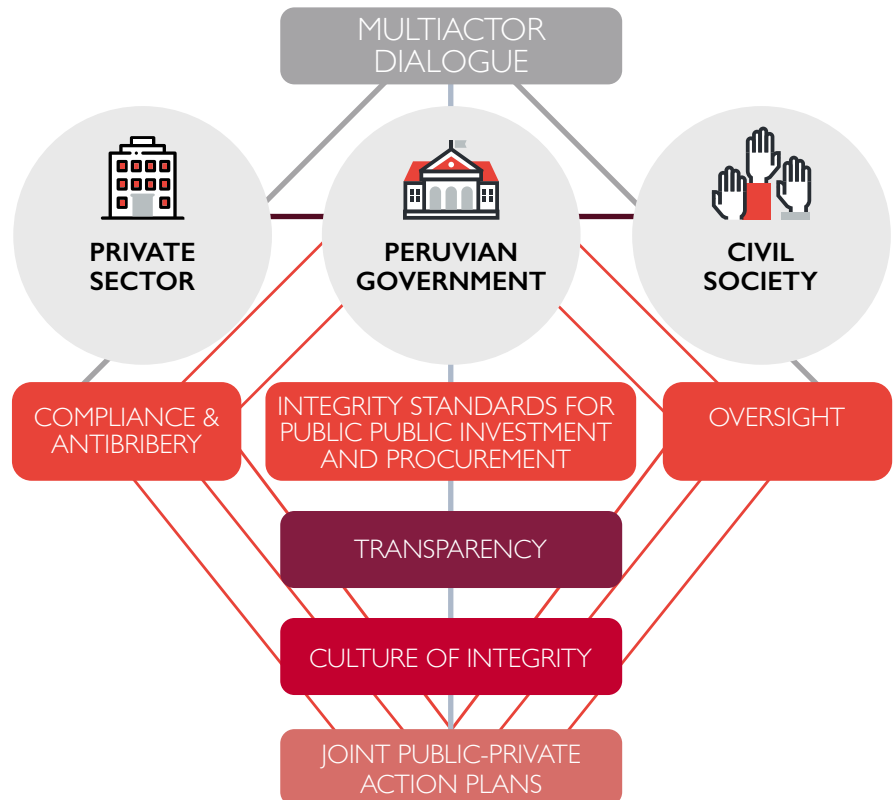 MULTIACTOR
DIALOGUE
PRIVATE
SECTOR
PERUVIAN
GOVERNMENT
CIVIL
SOCIETY
COMPLIANCE &
ANTIBRIBERY
INTEGRITY STANDARDS FOR
PUBLIC PUBLIC INVESTMENT
AND PROCUREMENT
OVERSIGHT
TRANSPARENCY
CULTURE OF INTEGRITY
JOINT PUBLIC-PRIVATE
ACTION PLANS